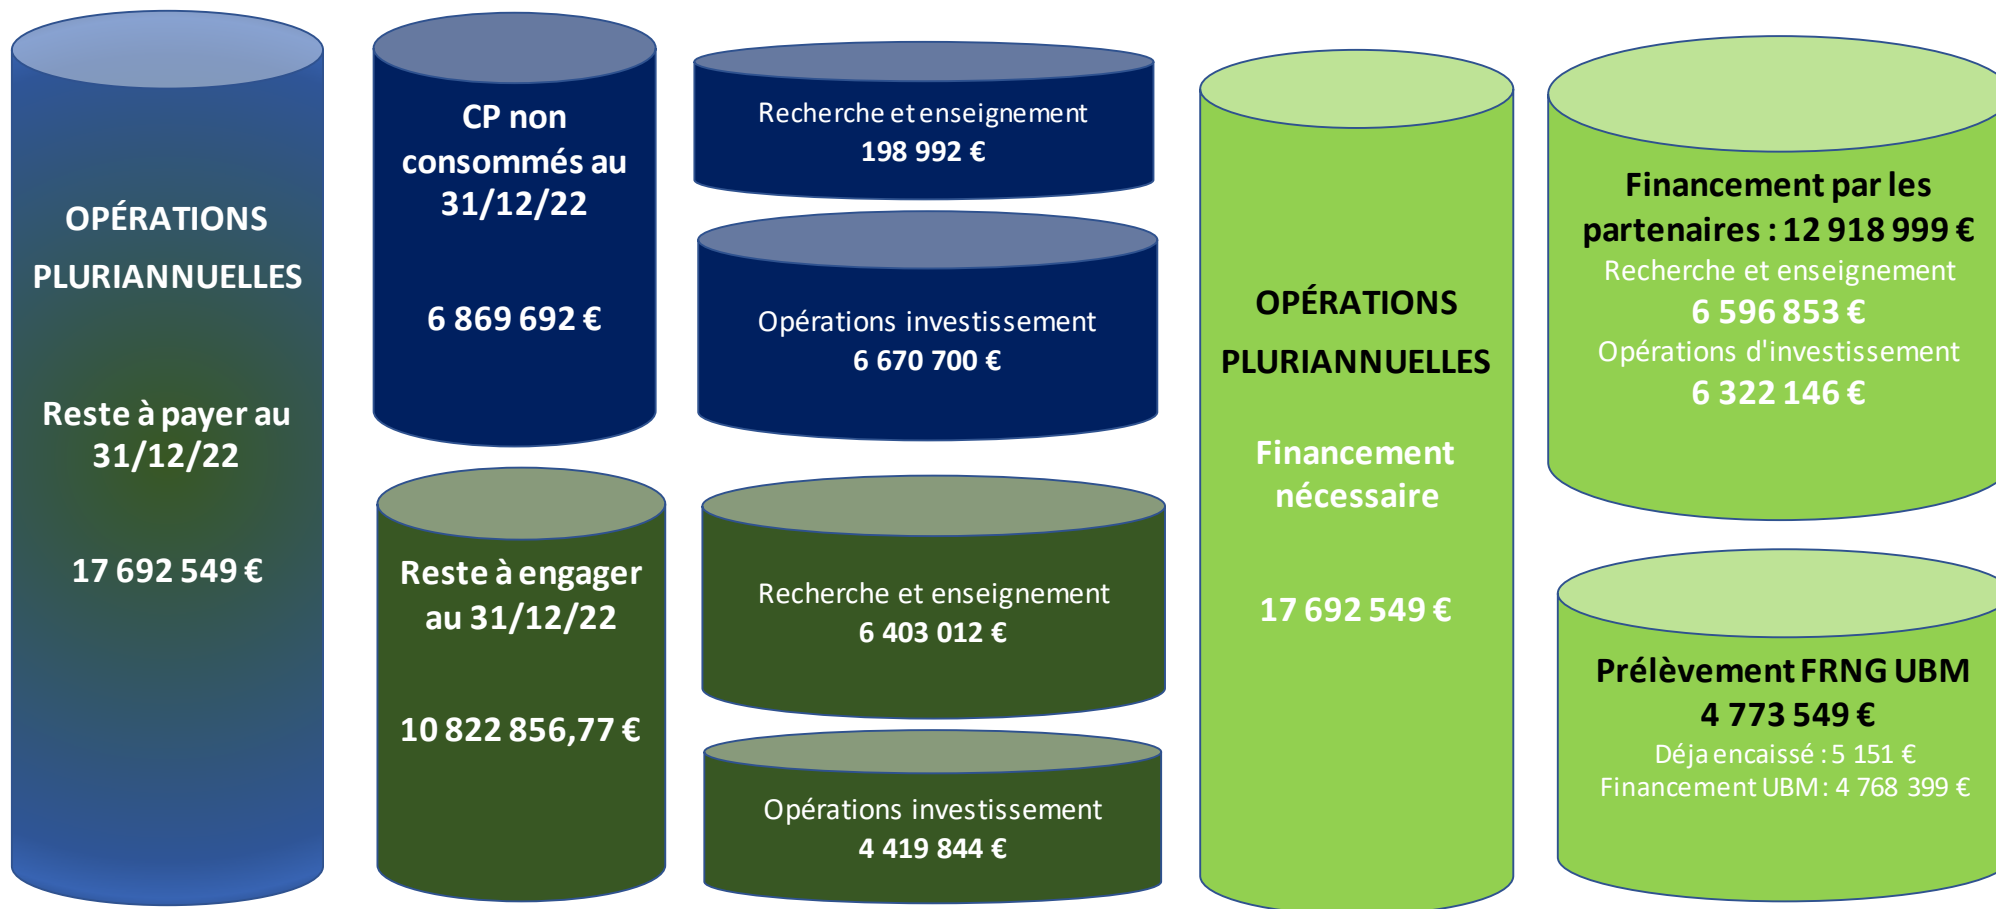 OPÉRATIONS
PLURIANNUELLES
Reste à payer au
31/12/22
17 692 549 €
CP non
consommés au
31/12/22
6 869 692 €
Reste à engager
au 31/12/22
10 822 856,77 €
Recherche et enseignement
198 992 €
Opérations investissement
6 670 700 €
Recherche et enseignement
6 403 012 €
Opérations investissement
4 419 844 €
OPÉRATIONS
PLURIANNUELLES
Financement
nécessaire
17 692 549 €
Financement par les
partenaires : 12 918 999 €
Recherche et enseignement
6 596 853 €
Opérations d'investissement
6 322 146 €
Prélèvement FRNG UBM
4 773 549 €
Déja encaissé : 5 151 €
Financement UBM : 4 768 399 €